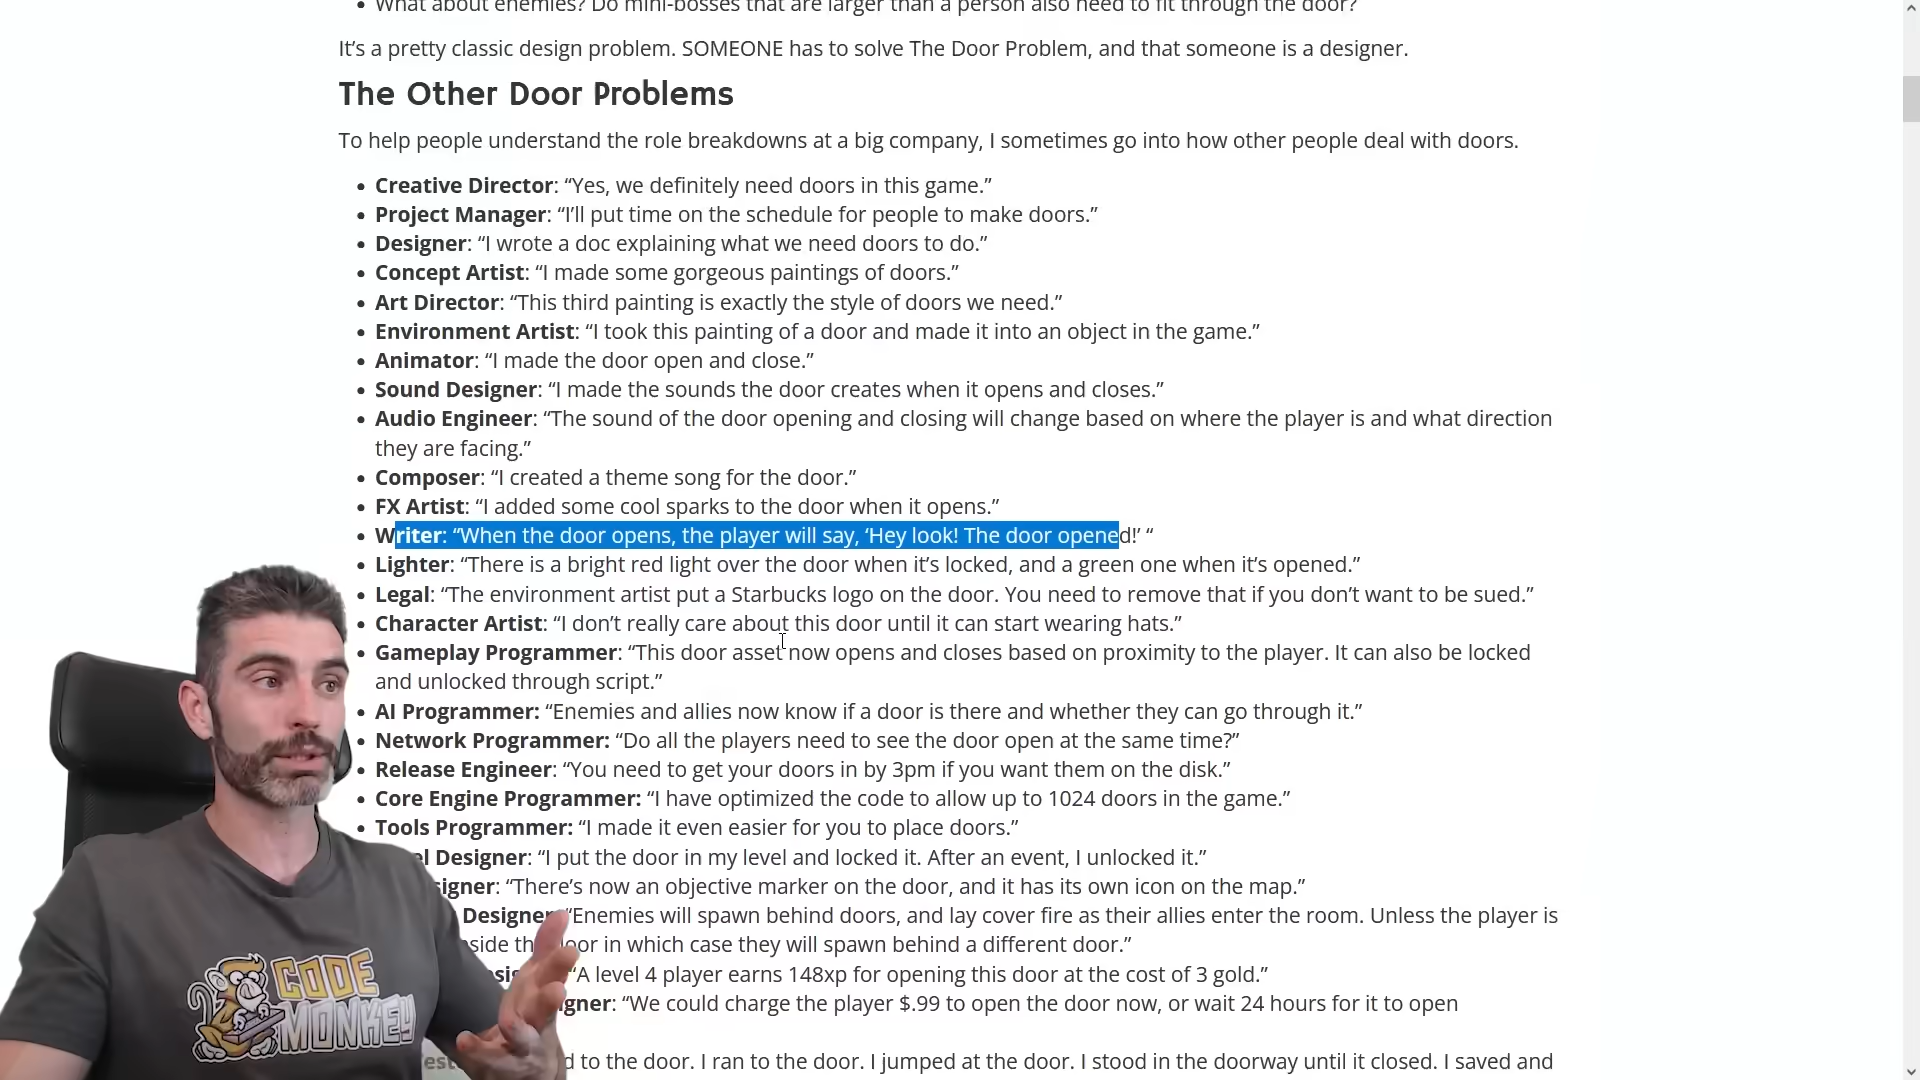 What about enemies? Do mini-bosses that are larger than a person also need to fit through the door?
It’s a pretty classic design problem. SOMEONE has to solve The Door Problem, and that someone is a designer.
The Other Door Problems
To help people understand the role breakdowns at a big company, I sometimes go into how other people deal with doors.
Creative Director: “Yes, we definitely need doors in this game.”
Project Manager: “I’ll put time on the schedule for people to make doors.”
Designer: “I wrote a doc explaining what we need doors to do.”
Concept Artist: “I made some gorgeous paintings of doors.”
Art Director: “This third painting is exactly the style of doors we need.”
Environment Artist: “I took this painting of a door and made it into an object in the game.”
Animator: “I made the door open and close.”
Sound Designer: “I made the sounds the door creates when it opens and closes.”
Audio Engineer: “The sound of the door opening and closing will change based on where the player is and what direction
they are facing.”
Composer: “I created a theme song for the door.”
FX Artist: “I added some cool sparks to the door when it opens.”
Writer: “When the door opens, the player will say, ‘Hey look! The door opened!’ “
Lighter: “There is a bright red light over the door when it’s locked, and a green one when it’s opened.”
Legal: “The environment artist put a Starbucks logo on the door. You need to remove that if you don’t want to be sued.”
Character Artist: “I don’t really care about this door until it can start wearing hats.”
Gameplay Programmer: “This door asset now opens and closes based on proximity to the player. It can also be locked
and unlocked through script.”
AI Programmer: “Enemies and allies now know if a door is there and whether they can go through it.”
Network Programmer: “Do all the players need to see the door open at the same time?”
Release Engineer: “You need to get your doors in by 3pm if you want them on the disk.”
Core Engine Programmer: “I have optimized the code to allow up to 1024 doors in the game.”
Tools Programmer: “I made it even easier for you to place doors.”
Designer: “I put the door in my level and locked it. After an event, I unlocked it.”
“There’s now an objective marker on the door, and it has its own icon on the map.”
Designer “Enemies will spawn behind doors, and lay cover fire as their allies enter the room. Unless the player is
in which case they will spawn behind a different door.”
“A level 4 player earns 148xp for opening this door at the cost of 3 gold.”
“We could charge the player $.99 to open the door now, or wait 24 hours for it to open
to the door. I ran to the door. I jumped at the door. I stood in the doorway until it closed. I saved and
CODE
MONKEY